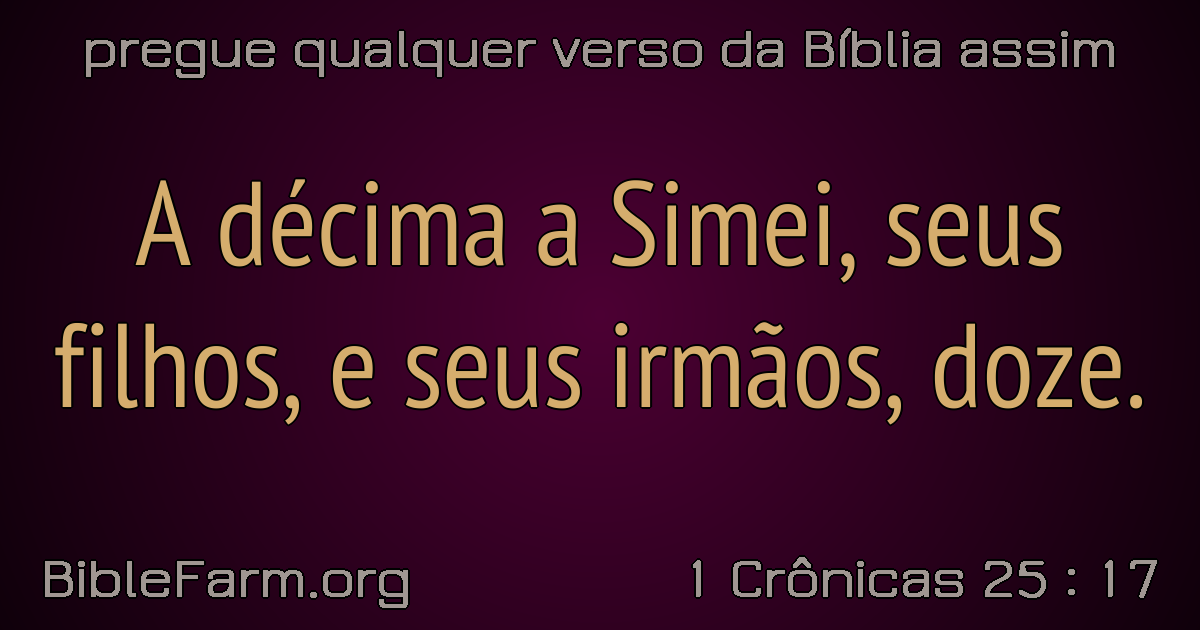 pregue qualquer verso da Bíblia assim
A décima a Simei, seus
filhos, e seus irmãos, doze.
BibleFarm.org
1 Crônicas 25 : 17